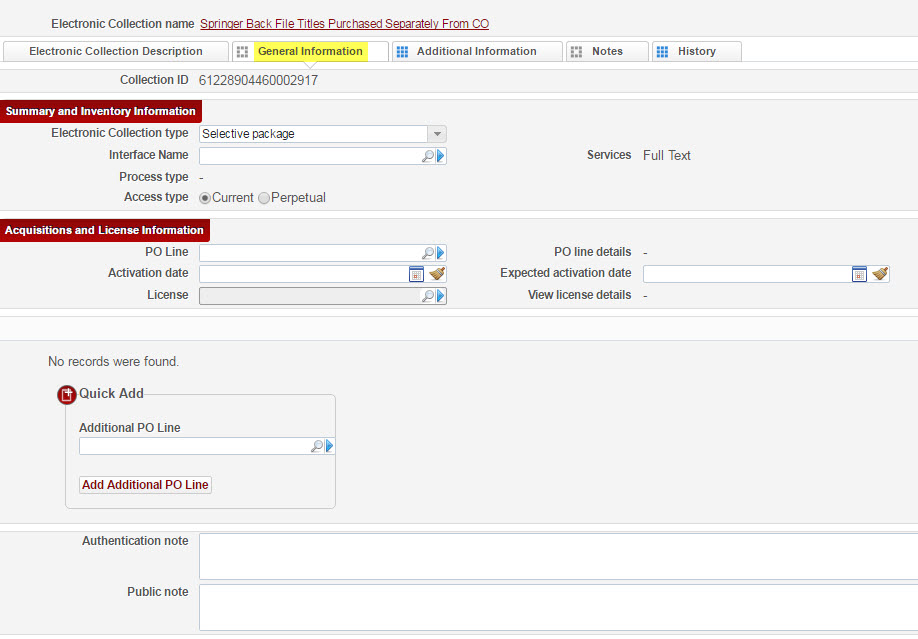 Electronic Collection name Springer Back File Titles Purchased Separately From CO
Electronic Collection Description General Information Additional Information Notes History
Collection ID 61228904460002917
Summary and Inventory Information
Electronic Collection type Selective package
Interface Name Services Full Text
Process type -
Access type Current Perpetual
Acquisitions and License Information
PO Line PO line details -
Activation date Expected activation date
License View license details -
No records were found.
Quick Add
Additional PO Line
Add Additional PO Line
Authentication note
Public note